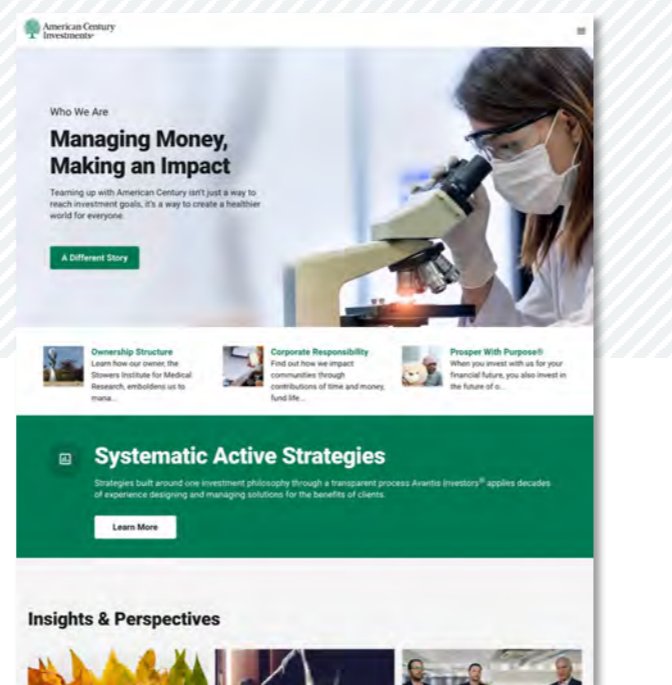 American Century
Investments®
Who We Are
Managing Money,
Making an Impact
Teaming up with American Century isn't just a way to
reach investment goals, it's a way to create a healthier
world for everyone.
A Different Story
Ownership Structure
Learn how our owner, the
Stowers Institute for Medical
Research, emboldens us to
mana...
Corporate Responsibility
Find out how we impact
communities through
contributions of time and money,
fund life...
Prosper With Purpose®
When you invest with us for your
financial future, you also invest in
the future of o...
Systematic Active Strategies
Strategies built around one investment philosophy through a transparent process Avantis Investors® applies decades
of experience designing and managing solutions for the benefits of clients.
Learn More
Insights & Perspectives